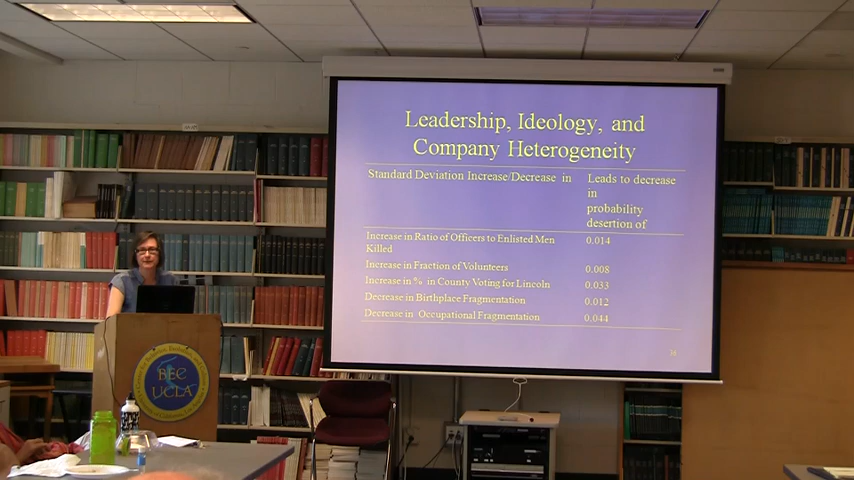 Leadership, Ideology, and
Company Heterogeneity
Standard Deviation Increase/Decrease in
Leads to decrease
in
probability
desertion of
Increase in Ratio of Officers to Enlisted Men
Killed
0.014
Increase in Fraction of Volunteers
0.008
Increase in % in County Voting for Lincoln
0.033
Decrease in Birthplace Fragmentation
0.012
Decrease in Occupational Fragmentation
0.044
BEC
UCLA